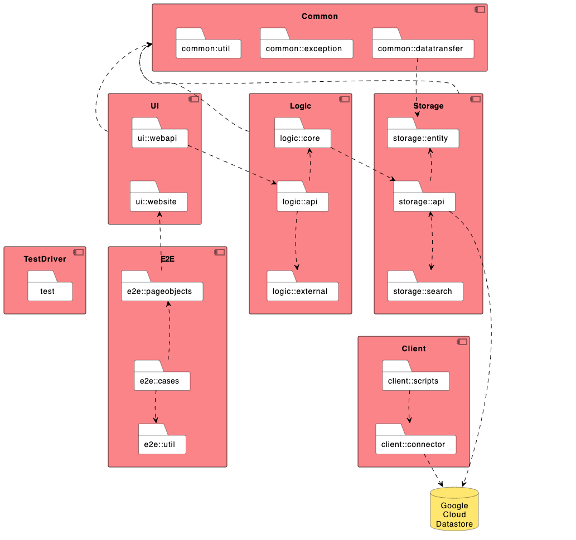 Common
common:util
common::exception
common::datatransfer
UI
ui::webapi
ui::website
Logic
logic::core
logic::api
logic::external
Storage
storage::entity
storage::api
storage::search
TestDriver
test
E2E
e2e::pageobjects
e2e::cases
e2e::util
Client
client::scripts
client::connector
Google
Cloud
Datastore